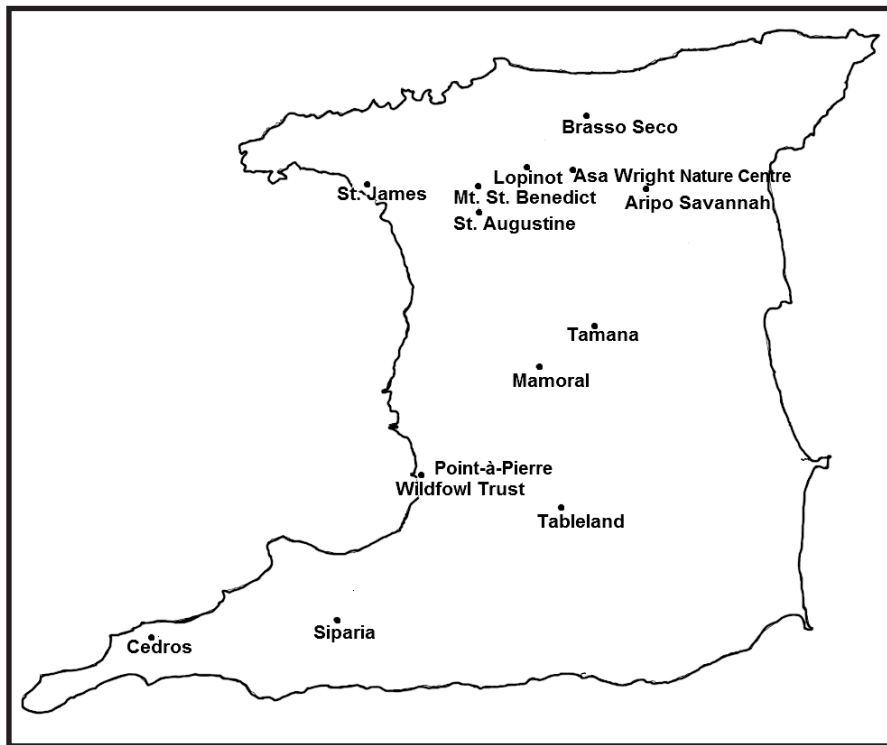 Brasso Seco
Lopinot
Asa Wright Nature Centre
St. James
Mt. St. Benedict
Aripo Savannah
St. Augustine
Tamana
Mamoral
Point-à-Pierre
Wildfowl Trust
Tableland
Siparia
Cedros